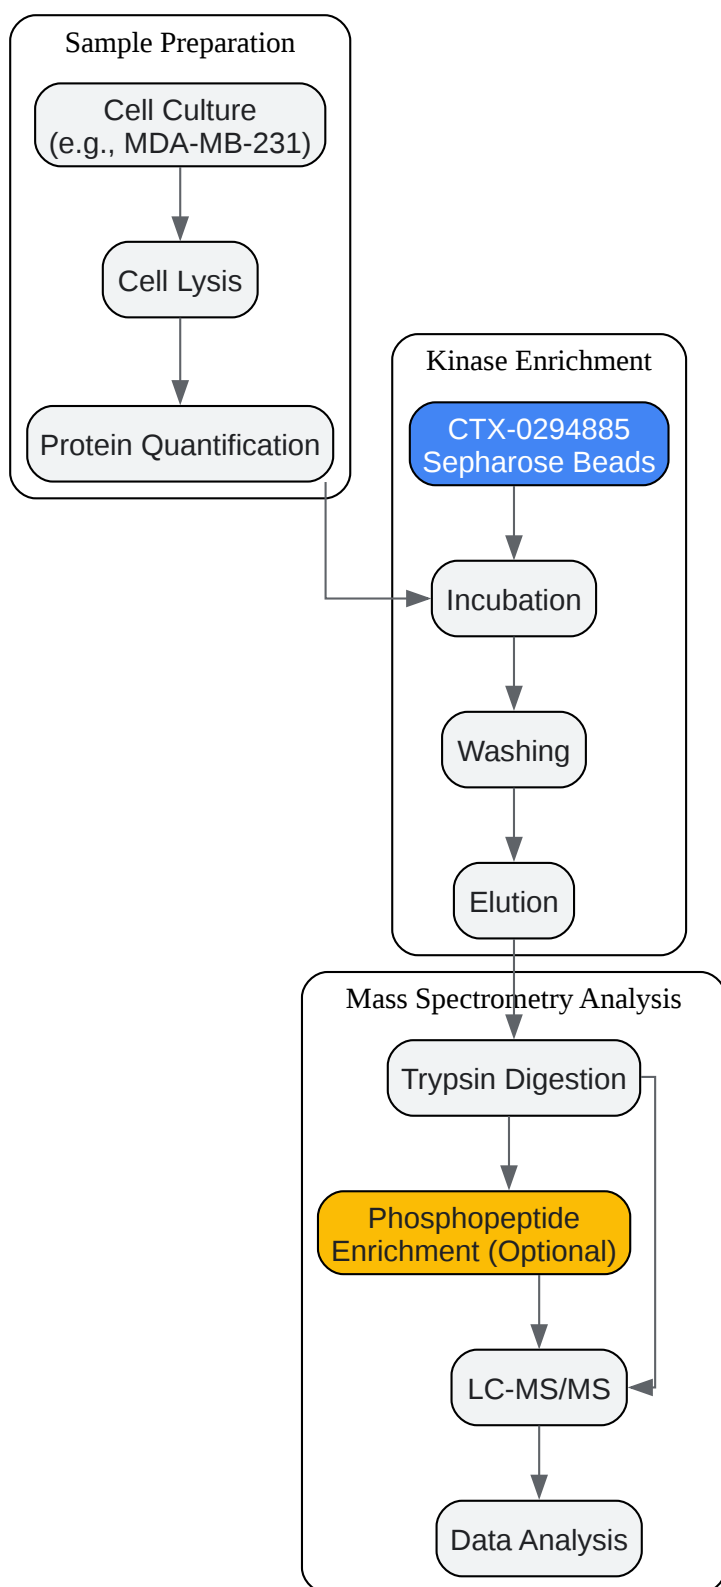 Sample Preparation
Cell Culture
(e.g., MDA-MB-231)
Cell Lysis
Protein Quantification
Kinase Enrichment
CTX-0294885
Sepharose Beads
Incubation
Washing
Elution
Mass Spectrometry Analysis
Trypsin Digestion
Phosphopeptide
Enrichment (Optional)
LC-MS/MS
Data Analysis